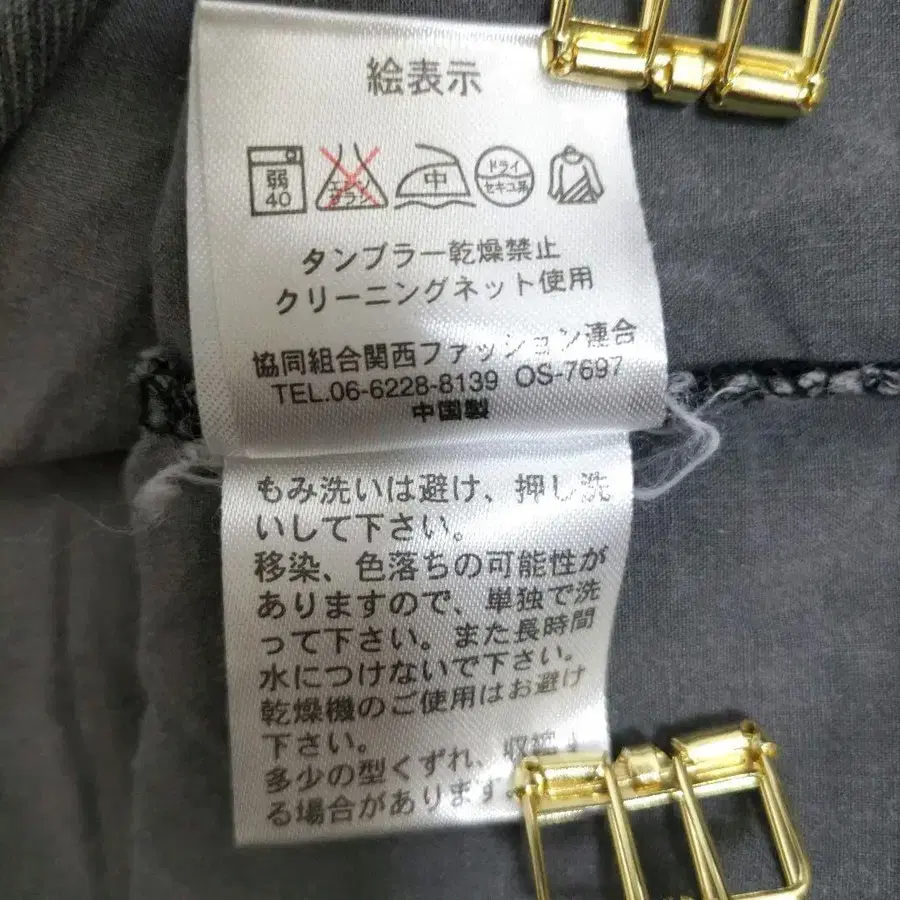 絵表示
弱
40
エンソ
サラシ
中
ドライ
セキユ系
タンブラー乾燥禁止
クリーニングネット使用
協同組合関西ファッション連合
TEL.06-6228-8139 OS-7697
中国製
もみ洗いは避け、押し洗
いして下さい。
移染、色落ちの可能性が
ありますので、単独で洗
って下さい。また長時間
水につけないで下さい。
乾燥機のご使用はお避け
下さい。
多少の型くずれ、収縮
る場合があります